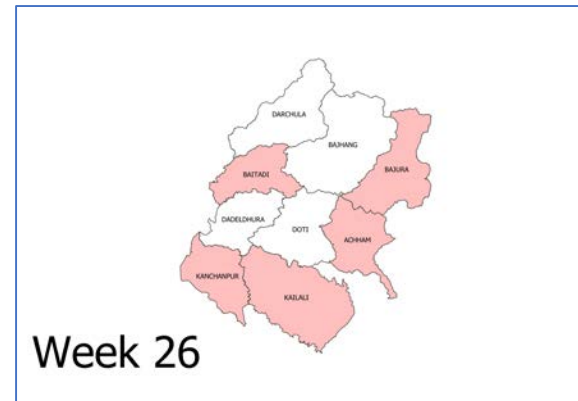 DARCHULA
BAJHANG
BAJURA
BAITADI
DADELDHURA
DOTI
ACHHAM
KANCHANPUR
KAILALI
Week 26